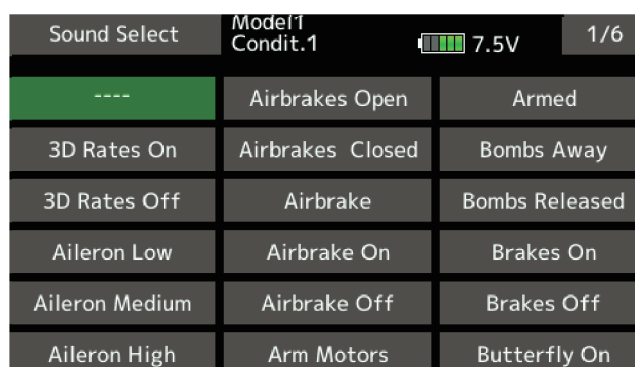 Sound Select
Model1
Condit.1
7.5V
1/6
---- Airbrakes Open Armed
3D Rates On Airbrakes Closed Bombs Away
3D Rates Off Airbrake Bombs Released
Aileron Low Airbrake On Brakes On
Aileron Medium Airbrake Off Brakes Off
Aileron High Arm Motors Butterfly On